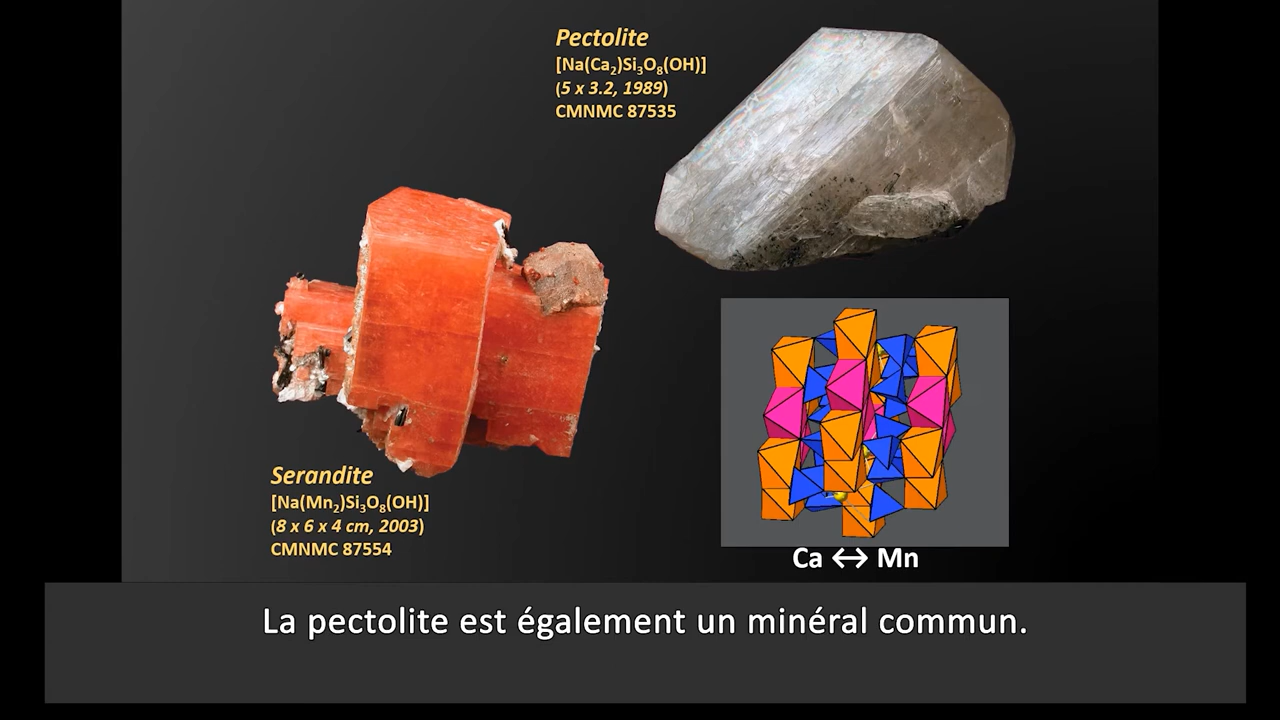 Pectolite
[Na(Ca₂)Si₃O₈(OH)]
(5 x 3.2, 1989)
CMNMC 87535
Serandite
[Na(Mn₂)Si₃O₈(OH)]
(8 x 6 x 4 cm, 2003)
CMNMC 87554
Ca ↔ Mn
La pectolite est également un minéral commun.